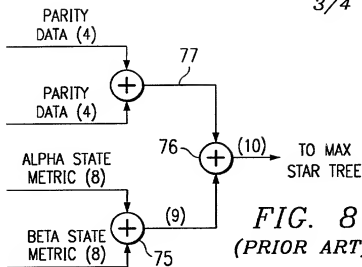 3/4
PARITY
DATA (4)
77
PARITY
DATA (4)
76
(10)
TO MAX
STAR TREE
ALPHA STATE
METRIC (8)
(9)
BETA STATE
METRIC (8)
75
FIG. 8
(PRIOR ART)